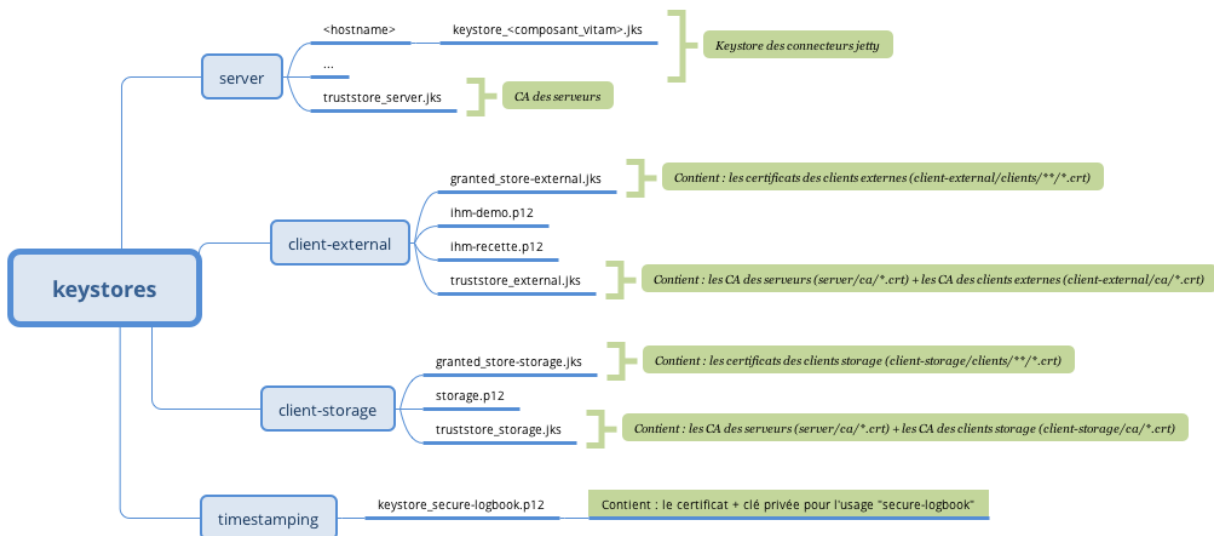 <hostname>
keystore_<composant_vitam>.jks
Keystore des connecteurs jetty
server
...
truststore_server.jks
CA des serveurs
granted_store-external.jks
Contient : les certificats des clients externes (client-external/clients/**/*.crt)
ihm-demo.p12
client-external
ihm-recette.p12
truststore_external.jks
Contient : les CA des serveurs (server/ca/*.crt) + les CA des clients externes (client-external/ca/*.crt)
keystores
granted_store-storage.jks
Contient : les certificats des clients storage (client-storage/clients/**/*.crt)
storage.p12
client-storage
truststore_storage.jks
Contient : les CA des serveurs (server/ca/*.crt) + les CA des clients storage (client-storage/ca/*.crt)
timestamping
keystore_secure-logbook.p12
Contient : le certificat + clé privée pour l'usage "secure-logbook"